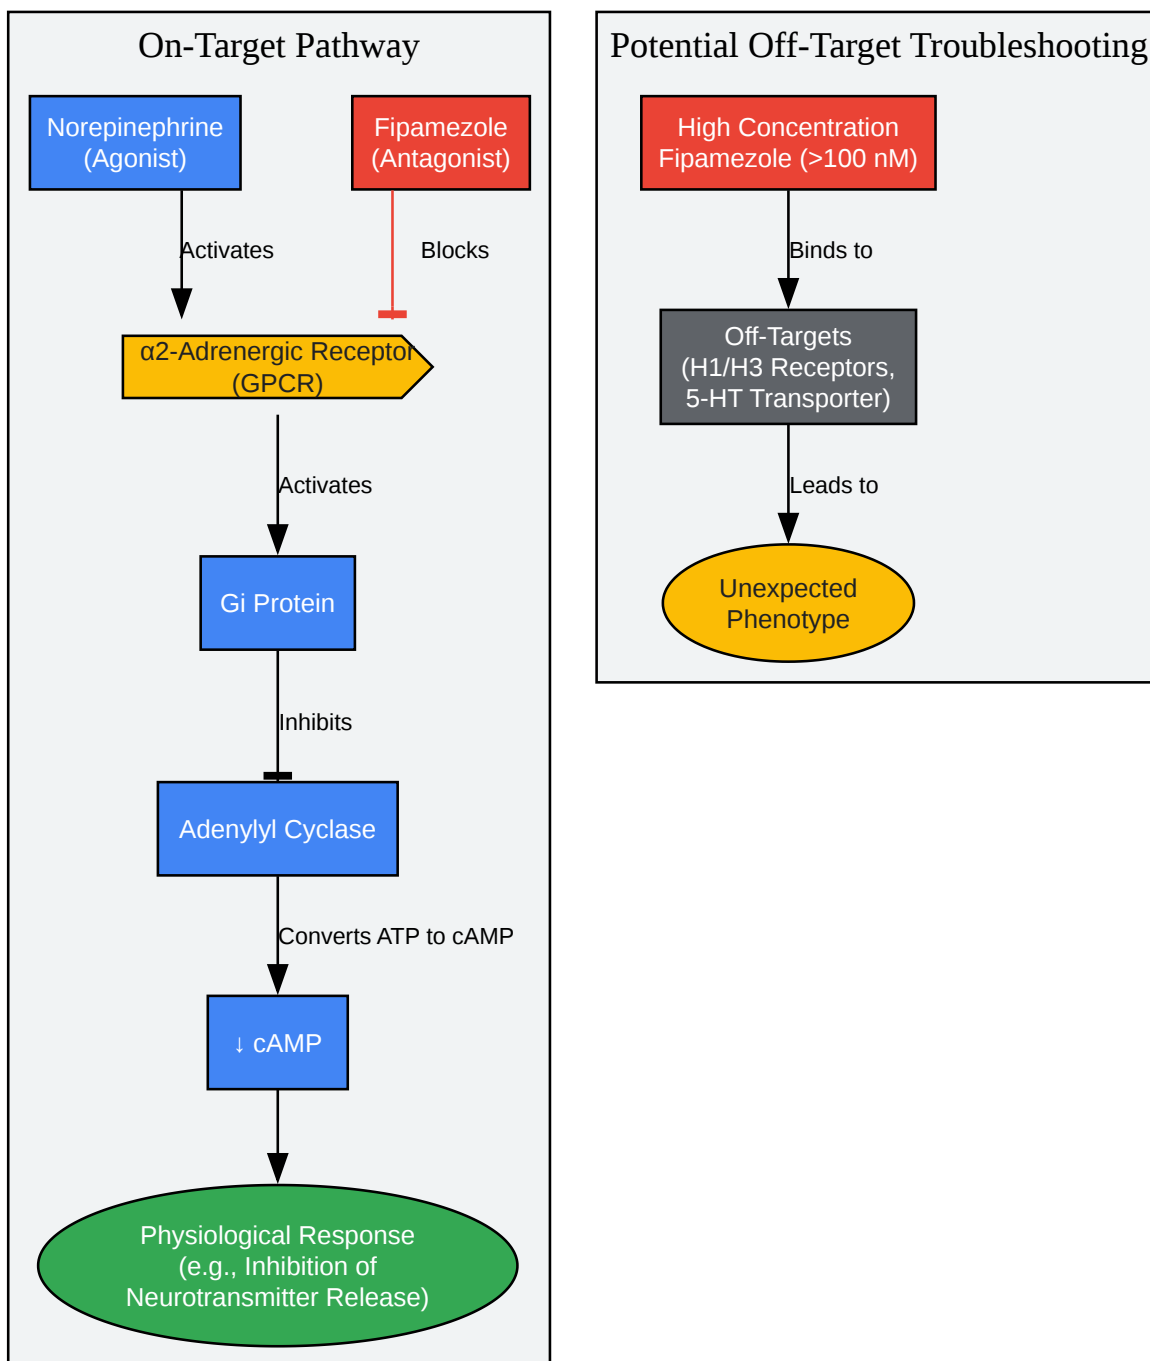 On-Target Pathway
Norepinephrine
(Agonist)
Fipamezole
(Antagonist)
Activates
Blocks
α2-Adrenergic Receptor
(GPCR)
Activates
Gi Protein
Inhibits
Adenylyl Cyclase
Converts ATP to cAMP
↓ cAMP
Physiological Response
(e.g., Inhibition of
Neurotransmitter Release)
Potential Off-Target Troubleshooting
High Concentration
Fipamezole (>100 nM)
Binds to
Off-Targets
(H1/H3 Receptors,
5-HT Transporter)
Leads to
Unexpected
Phenotype